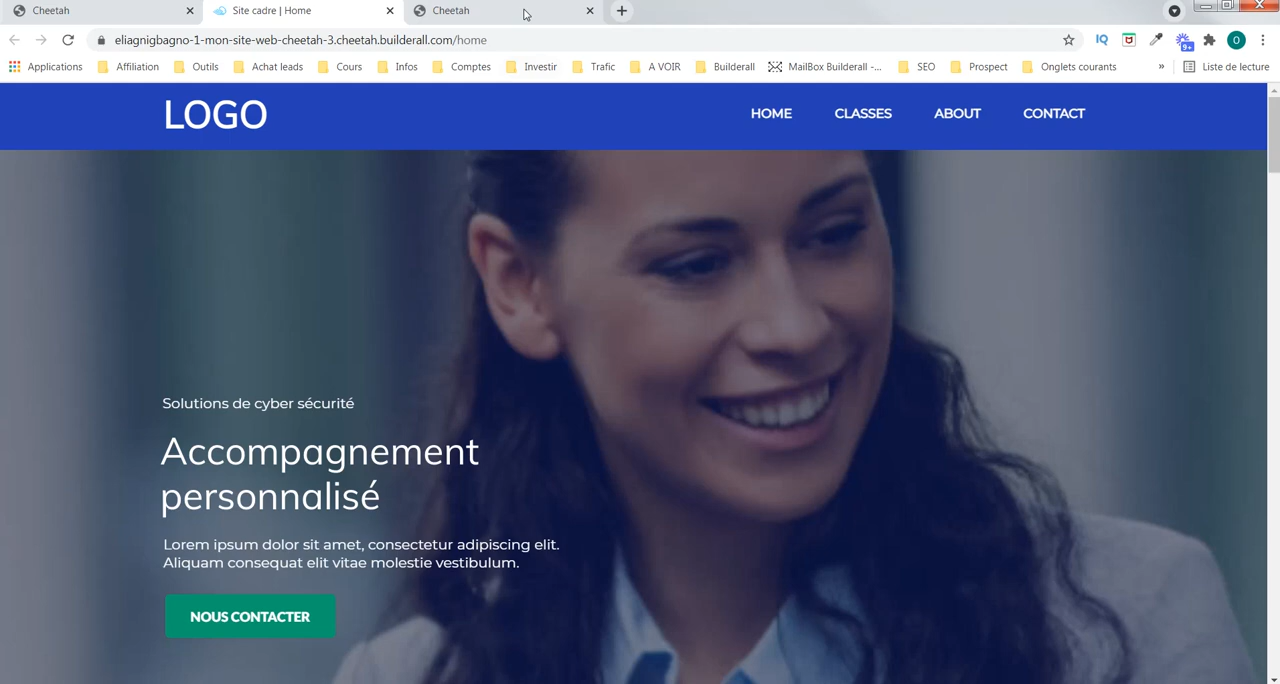 Cheetah
Site cadre | Home
Cheetah
eliagnigbagno-1-mon-site-web-cheetah-3.cheetah.builderall.com/home
IQ
9+
O
Applications
Affiliation
Outils
Achat leads
Cours
Infos
Comptes
Investir
Trafic
A VOIR
Builderall
MailBox Builderall -...
SEO
Prospect
Onglets courants
»
Liste de lecture
LOGO
HOME
CLASSES
ABOUT
CONTACT
Solutions de cyber sécurité
Accompagnement
personnalisé
Lorem ipsum dolor sit amet, consectetur adipiscing elit.
Aliquam consequat elit vitae molestie vestibulum.
NOUS CONTACTER